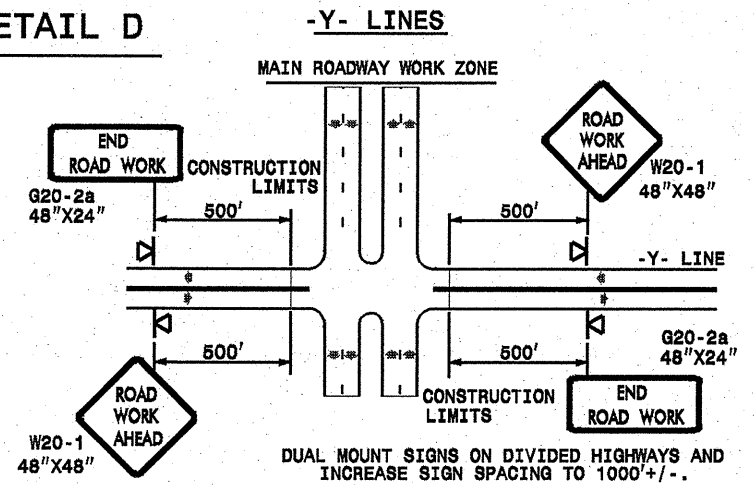 ETAIL D
-Y- LINES
MAIN ROADWAY WORK ZONE
END
ROAD WORK
G20-2a
48"X24"
CONSTRUCTION
LIMITS
500'
500'
ROAD
WORK
AHEAD
W20-1
48"X48"
-Y- LINE
500'
500'
ROAD
WORK
AHEAD
W20-1
48"X48"
CONSTRUCTION
LIMITS
G20-2a
48"X24"
END
ROAD WORK
DUAL MOUNT SIGNS ON DIVIDED HIGHWAYS AND
INCREASE SIGN SPACING TO 1000'+/-.